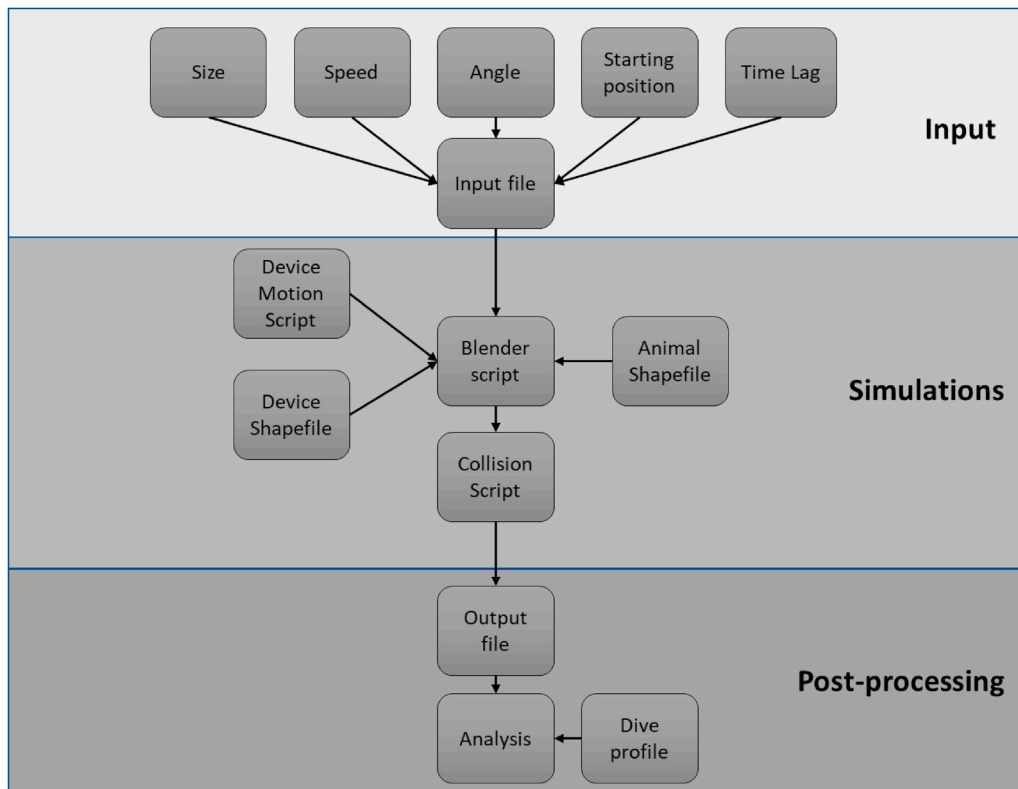 Size
Speed
Angle
Starting
position
Time Lag
Input
Input file
Device
Motion
Script
Blender
script
Animal
Shapefile
Simulations
Device
Shapefile
Collision
Script
Output
file
Post-processing
Analysis
Dive
profile